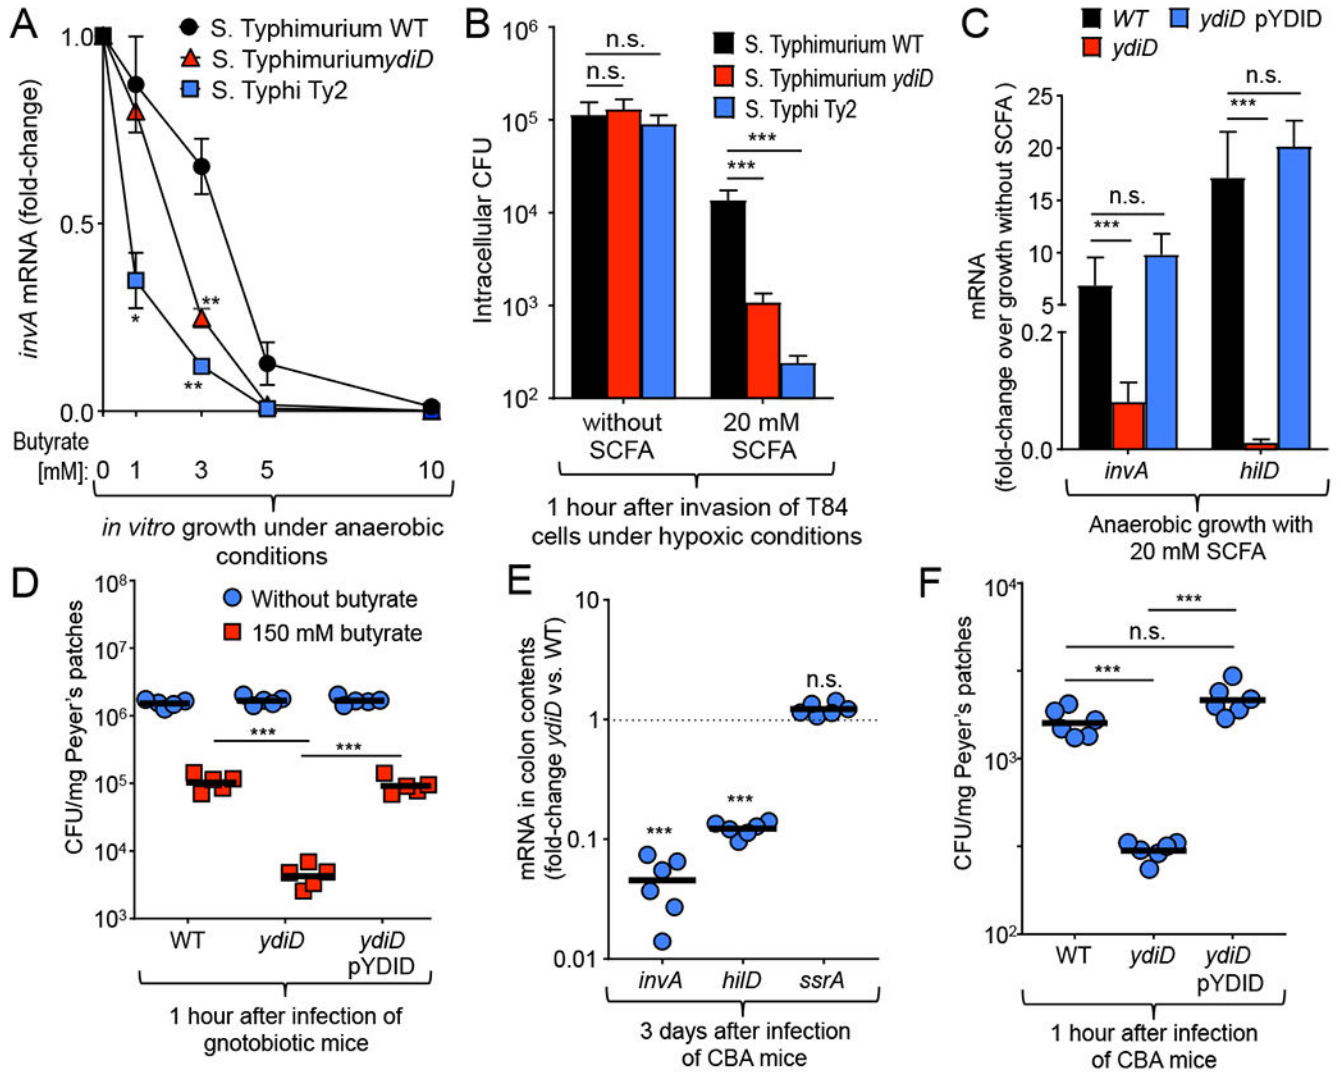 A
invA mRNA (fold-change)
1.0
0.5
0.0
S. Typhimurium WT
S. TyphimuriumydiD
S. Typhi Ty2
*
**
**
Butyrate
[mM]:
0 1 3 5 10
in vitro growth under anaerobic
conditions
B
Intracellular CFU
10⁶
10⁵
10⁴
10³
10²
n.s.
n.s.
S. Typhimurium WT
S. Typhimurium ydiD
S. Typhi Ty2
***
***
without
SCFA
20 mM
SCFA
1 hour after invasion of T84
cells under hypoxic conditions
C
WT
ydiD pYDID
ydiD
mRNA
(fold-change over growth without SCFA)
25
20
15
10
5
0.2
0.0
n.s.
***
n.s.
***
invA hilD
Anaerobic growth with
20 mM SCFA
D
CFU/mg Peyer's patches
10⁸
10⁷
10⁶
10⁵
10⁴
10³
Without butyrate
150 mM butyrate
***
***
WT ydiD ydiD
pYDID
1 hour after infection of
gnotobiotic mice
E
mRNA in colon contents
(fold-change ydiD vs. WT)
10
1
0.1
0.01
n.s.
***
***
invA hilD ssrA
3 days after infection
of CBA mice
F
CFU/mg Peyer's patches
10⁴
10³
10²
***
n.s.
***
WT ydiD ydiD
pYDID
1 hour after infection
of CBA mice